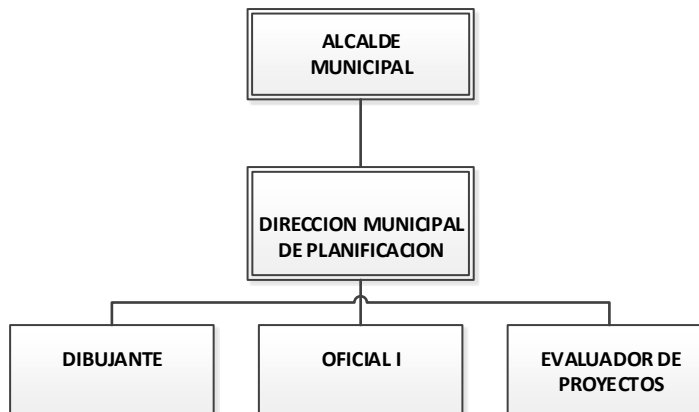 ALCALDE
MUNICIPAL
DIRECCION MUNICIPAL
DE PLANIFICACION
DIBUJANTE
OFICIAL I
EVALUADOR DE
PROYECTOS